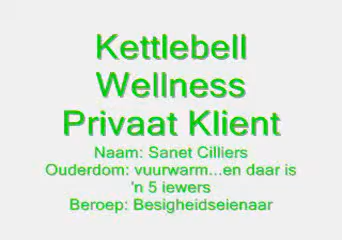 Kettlebell
Wellness
Privaat Klient
Naam: Sanet Cilliers
Ouderdom: vuurwarm...en daar is
'n 5 iewers
Beroep: Besigheidseienaar